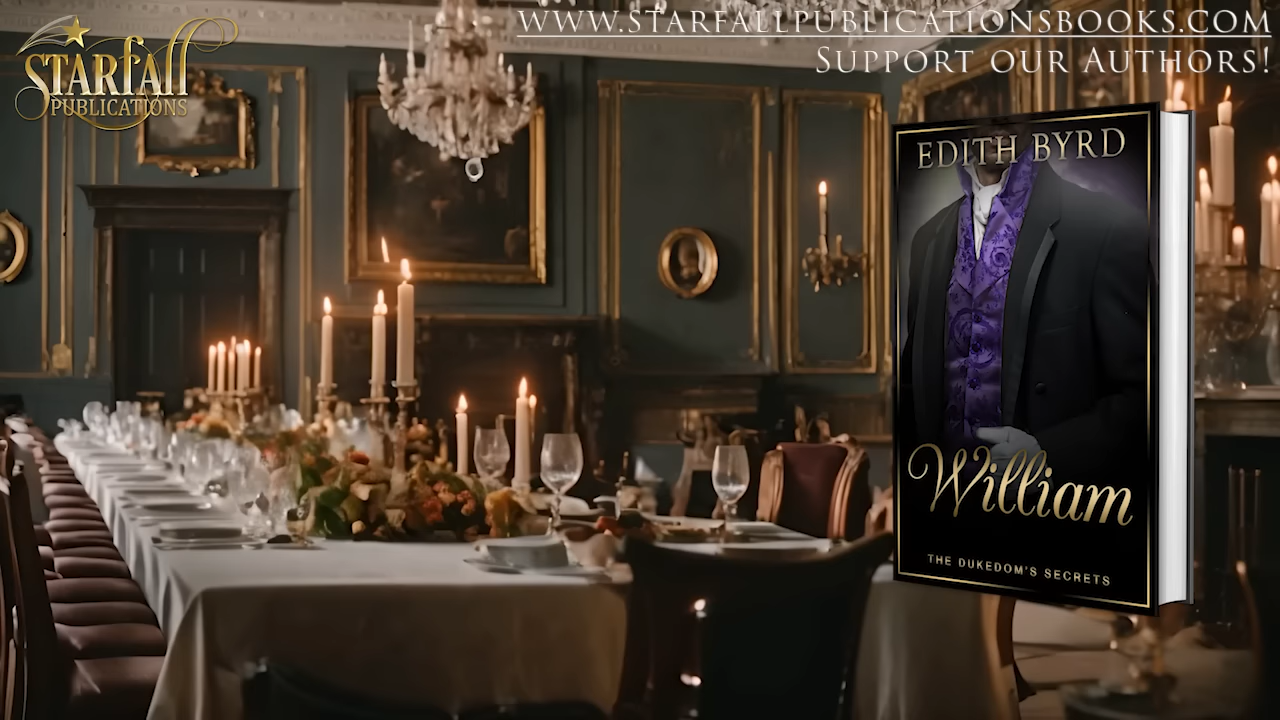 STARfall
PUBLICATIONS
WWW.STARFALLPUBLICATIONSBOOKS.COM
SUPPORT OUR AUTHORS!
EDITH BYRD
William
THE DUKEDOM'S SECRETS